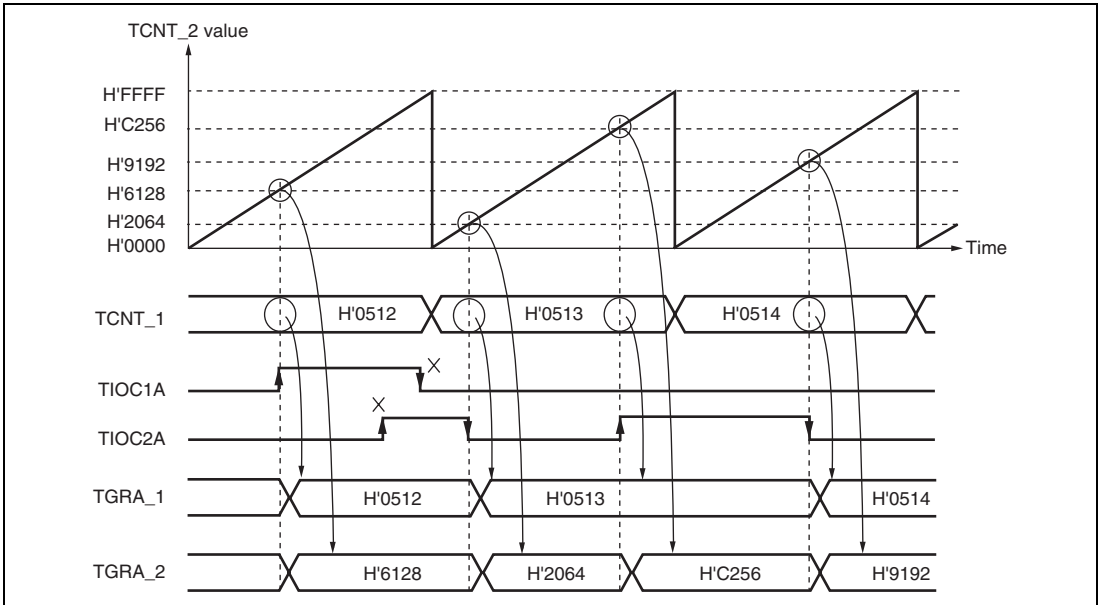 TCNT_2 value
H'FFFF
H'C256
H'9192
H'6128
H'2064
H'0000
Time
TCNT_1 H'0512 H'0513 H'0514
TIOC1A
TIOC2A
TGRA_1 H'0512 H'0513 H'0514
TGRA_2 H'6128 H'2064 H'C256 H'9192